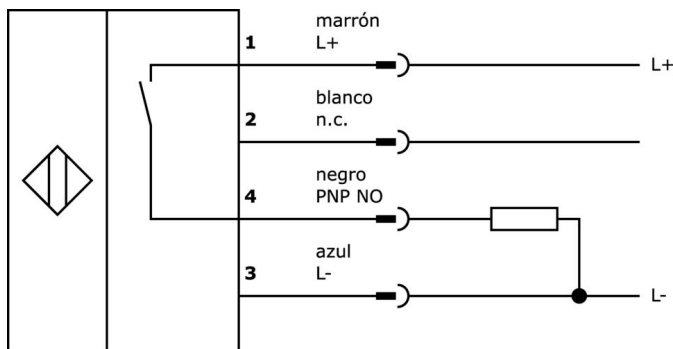 marrón
1 L+ L+
blanco
2 n.c.
negro
4 PNP NO
azul
3 L- L-